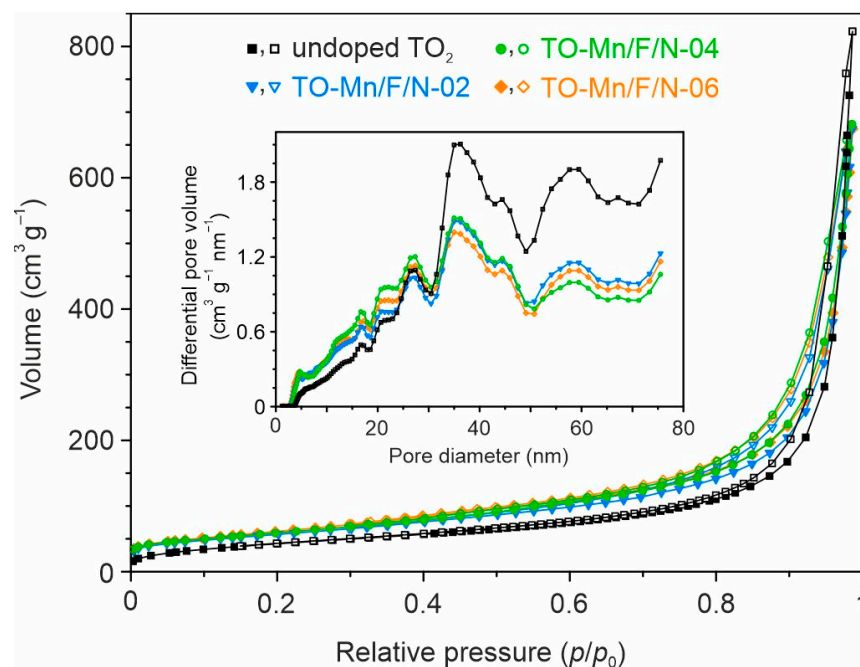 800
600
400
200
0
Volume (cm³ g⁻¹)
■,□ undoped TO₂
▼,▽ TO-Mn/F/N-02
●,○ TO-Mn/F/N-04
◆,◇ TO-Mn/F/N-06
1.8
1.2
0.6
0
Differential pore volume
(cm³ g⁻¹ nm⁻¹)
0 20 40 60 80
Pore diameter (nm)
0 0.2 0.4 0.6 0.8 1
Relative pressure (p/p₀)